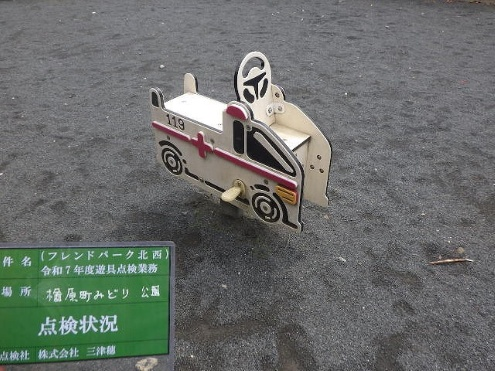 119
件 名 (フレンドパーク北西)
令和7年度遊具点検業務
場 所 檜原町みどり 公園
点検状況
点検社 株式会社 三津穂